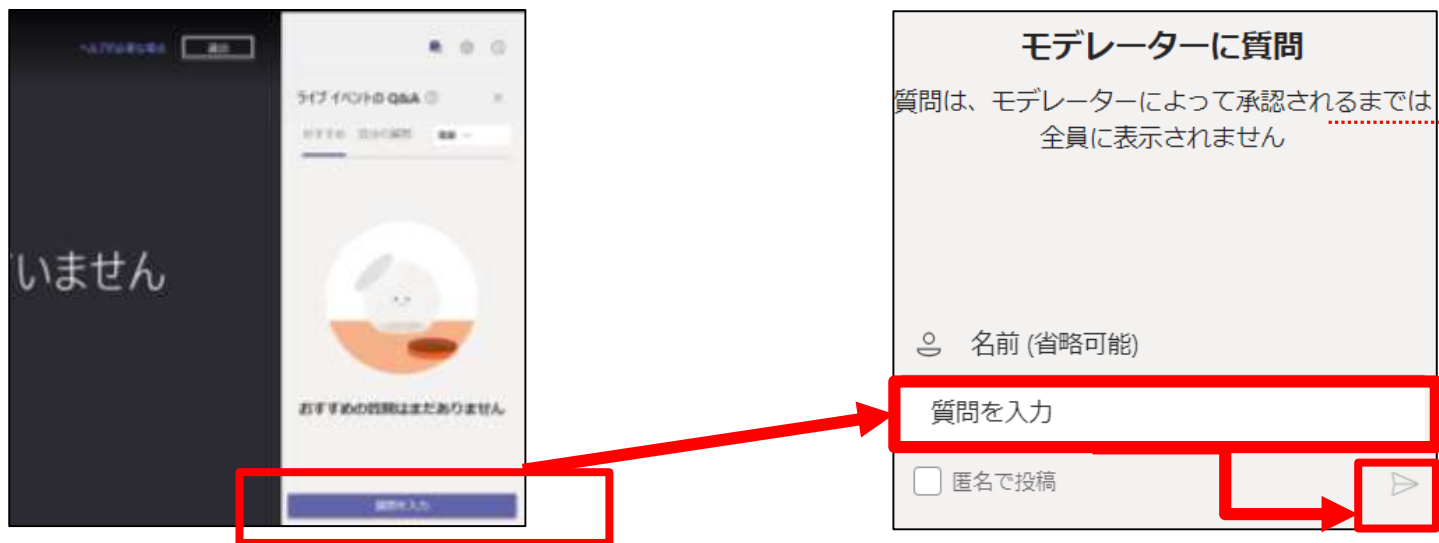 ていません
ライブ イベントの Q&A
おすすめの質問はまだありません
質問を入力
モデレーターに質問
質問は、モデレーターによって承認されるまでは
全員に表示されません
名前 (省略可能)
質問を入力
匿名で投稿